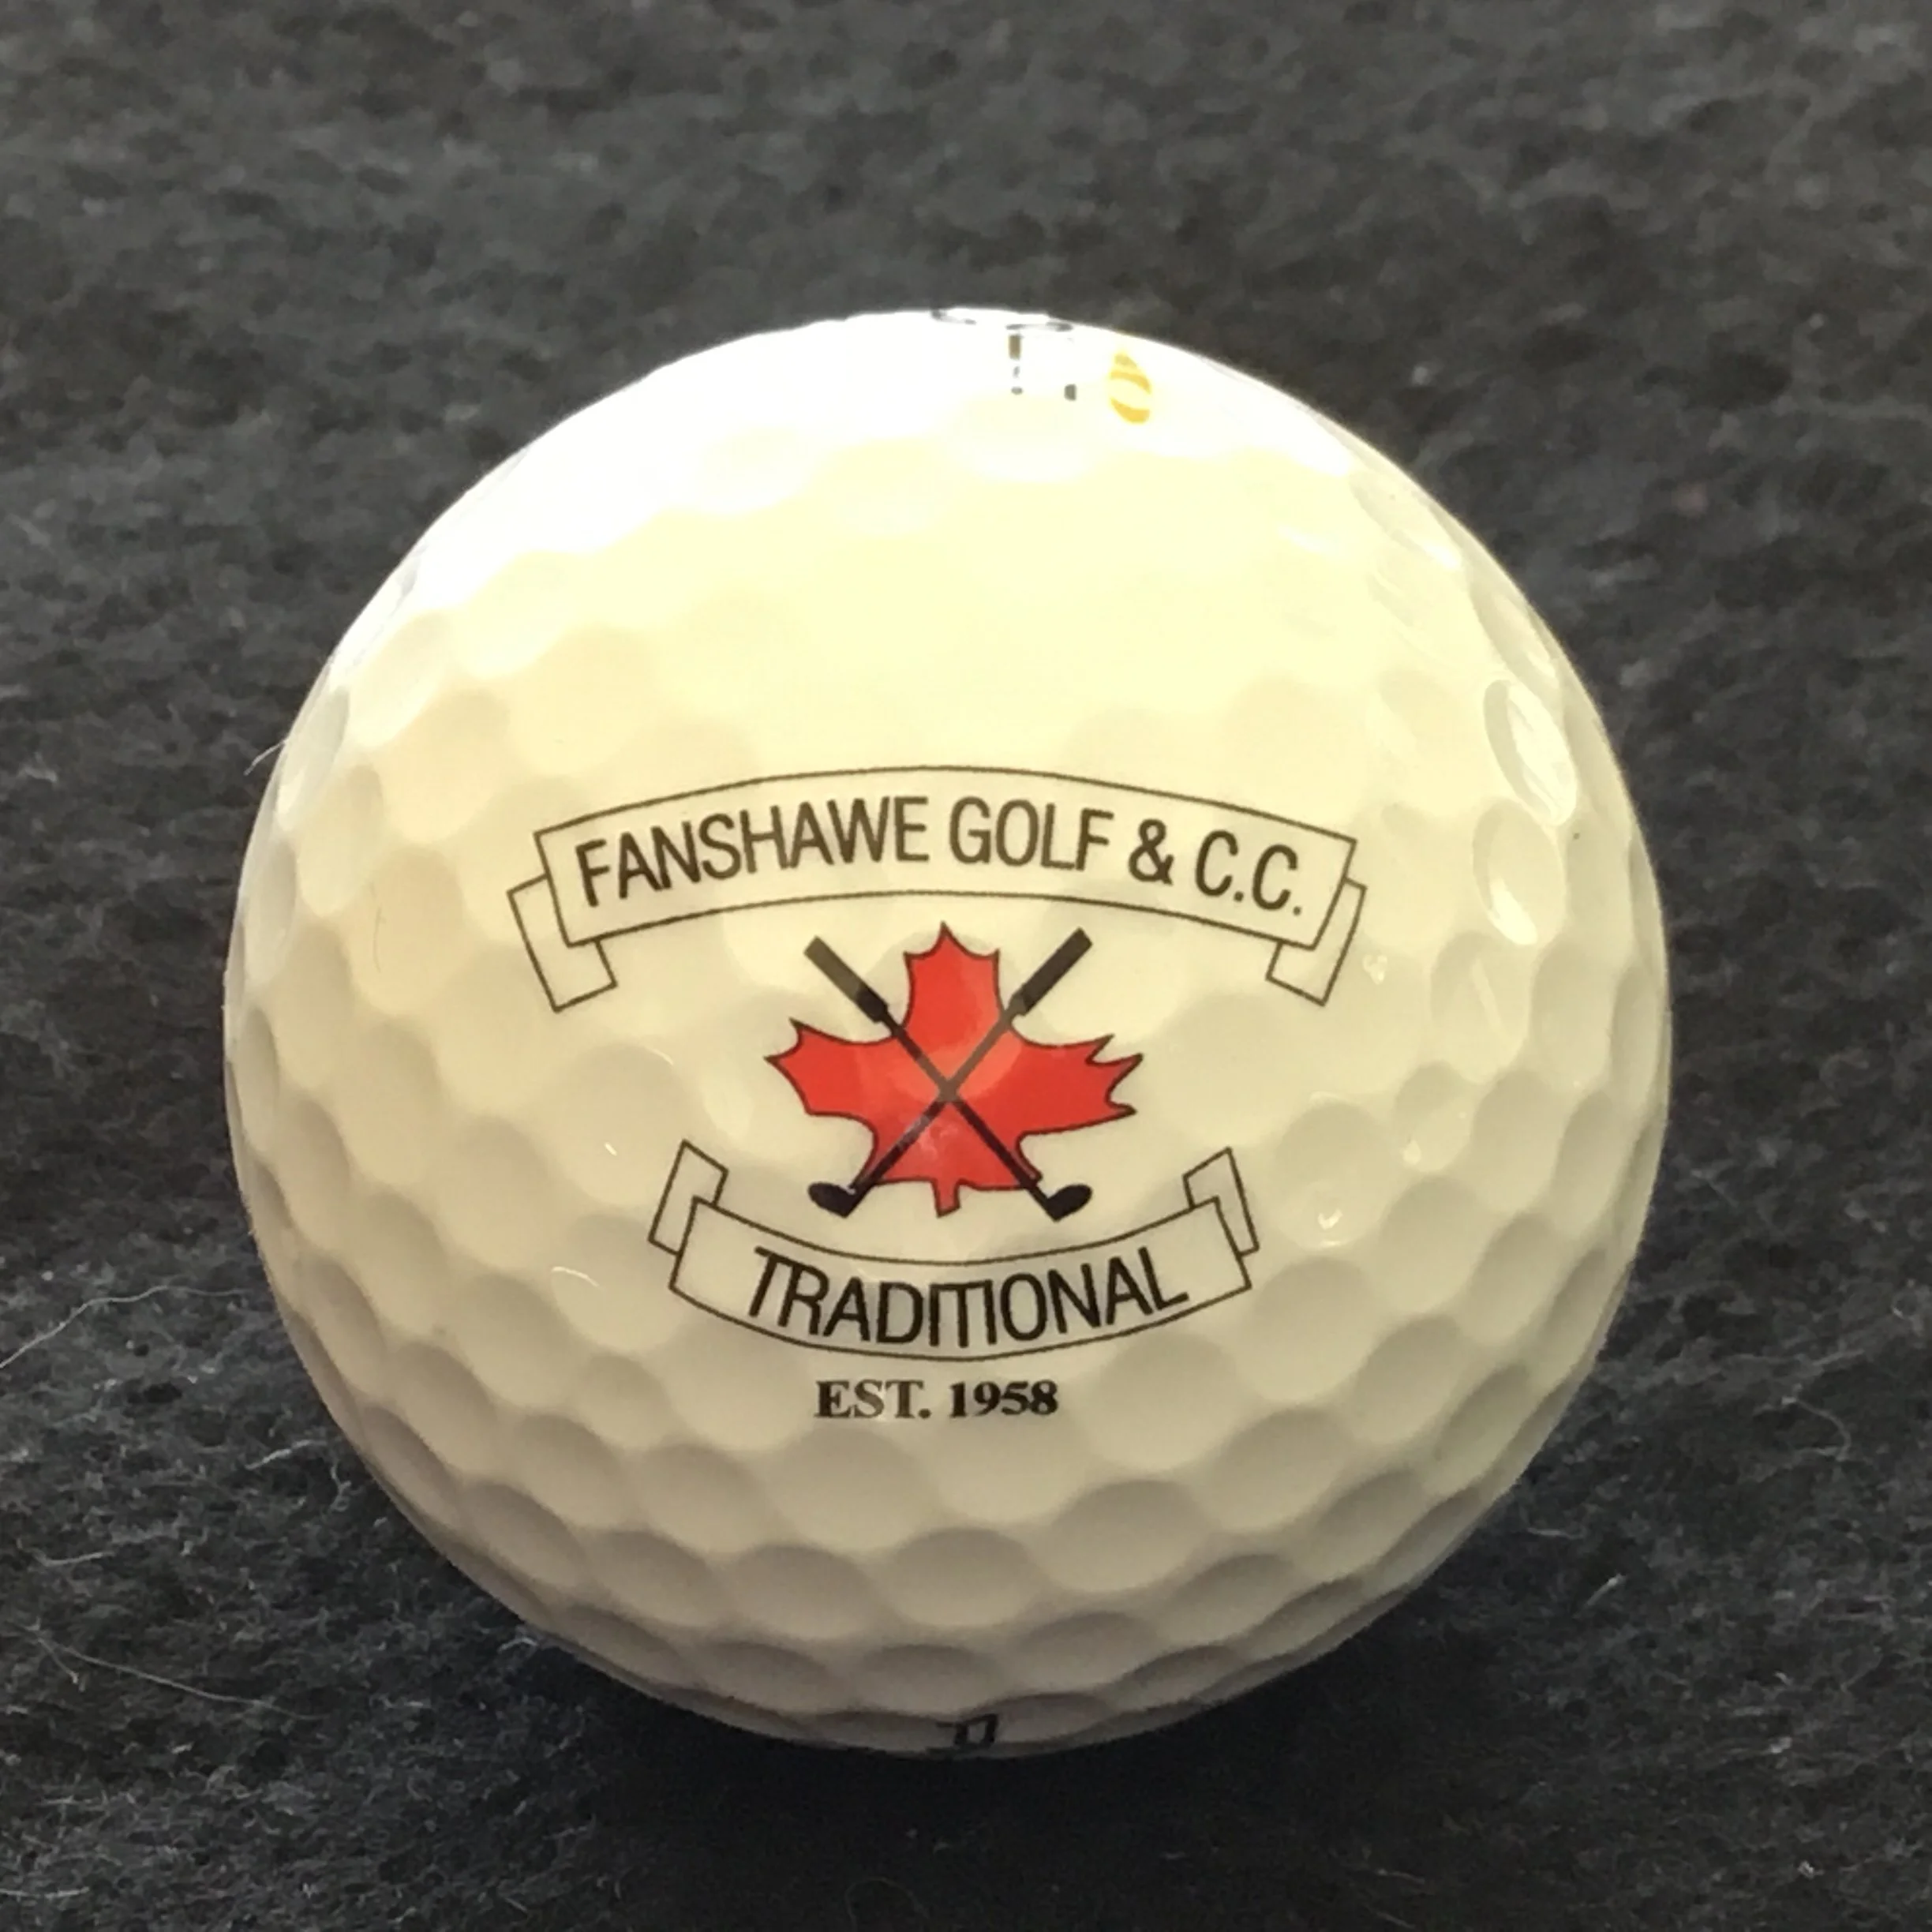 FANSHAWE GOLF & C.C.
TRADITIONAL
EST. 1958